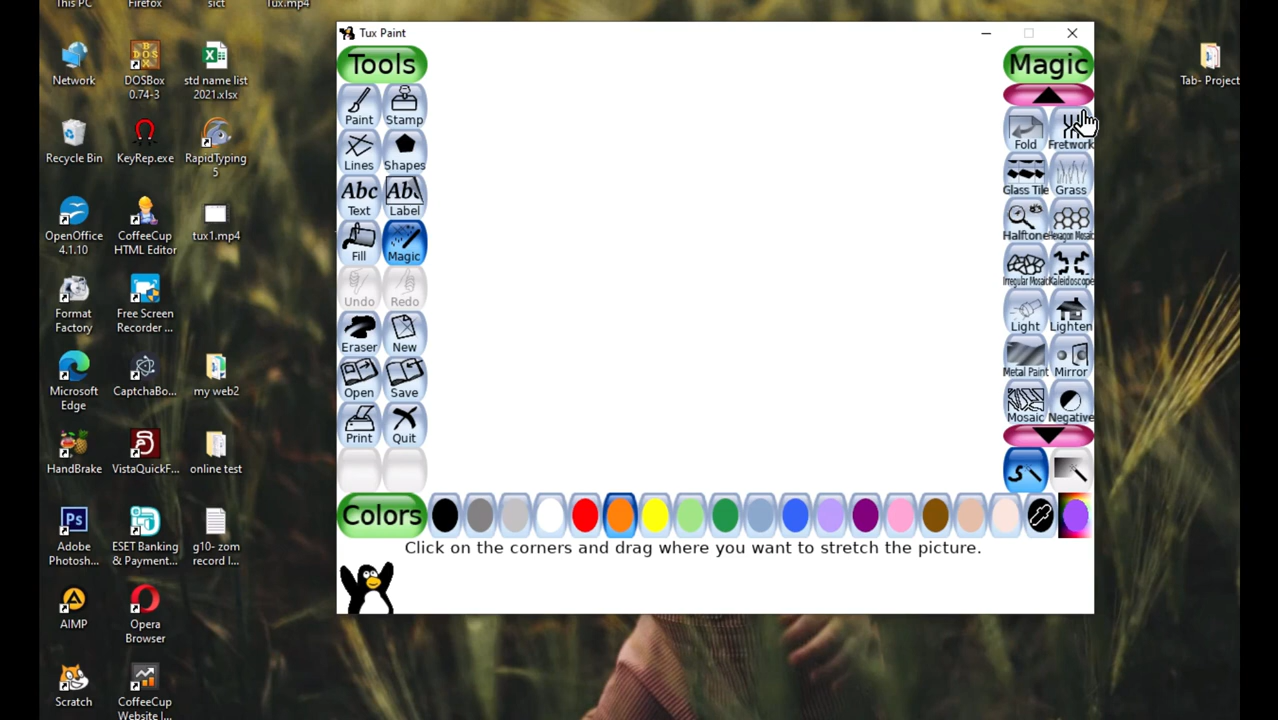 This PC
Firefox
sict
Tux.mp4
Network
DOSBox
0.74-3
std name list
2021.xlsx
Recycle Bin
KeyRep.exe
RapidTyping
5
OpenOffice
4.1.10
CoffeeCup
HTML Editor
tux1.mp4
Format
Factory
Free Screen
Recorder ...
Microsoft
Edge
CaptchaBo...
my web2
HandBrake
VistaQuickF...
online test
Adobe
Photosh...
ESET Banking
& Payment...
g10- zom
record l...
AIMP
Opera
Browser
Scratch
CoffeeCup
Website l...
Tux Paint
Tools
Paint
Stamp
Lines
Shapes
Abc
Text
Label
Fill
Magic
Undo
Redo
Eraser
New
Open
Save
Print
Quit
Magic
Fold
Fretwork
Glass Tile
Grass
Halftone
Hexagon Mosaic
Irregular Mosaic
Kaleidoscope
Light
Lighten
Metal Paint
Mirror
Mosaic
Negative
Colors
Click on the corners and drag where you want to stretch the picture.
Tab- Project